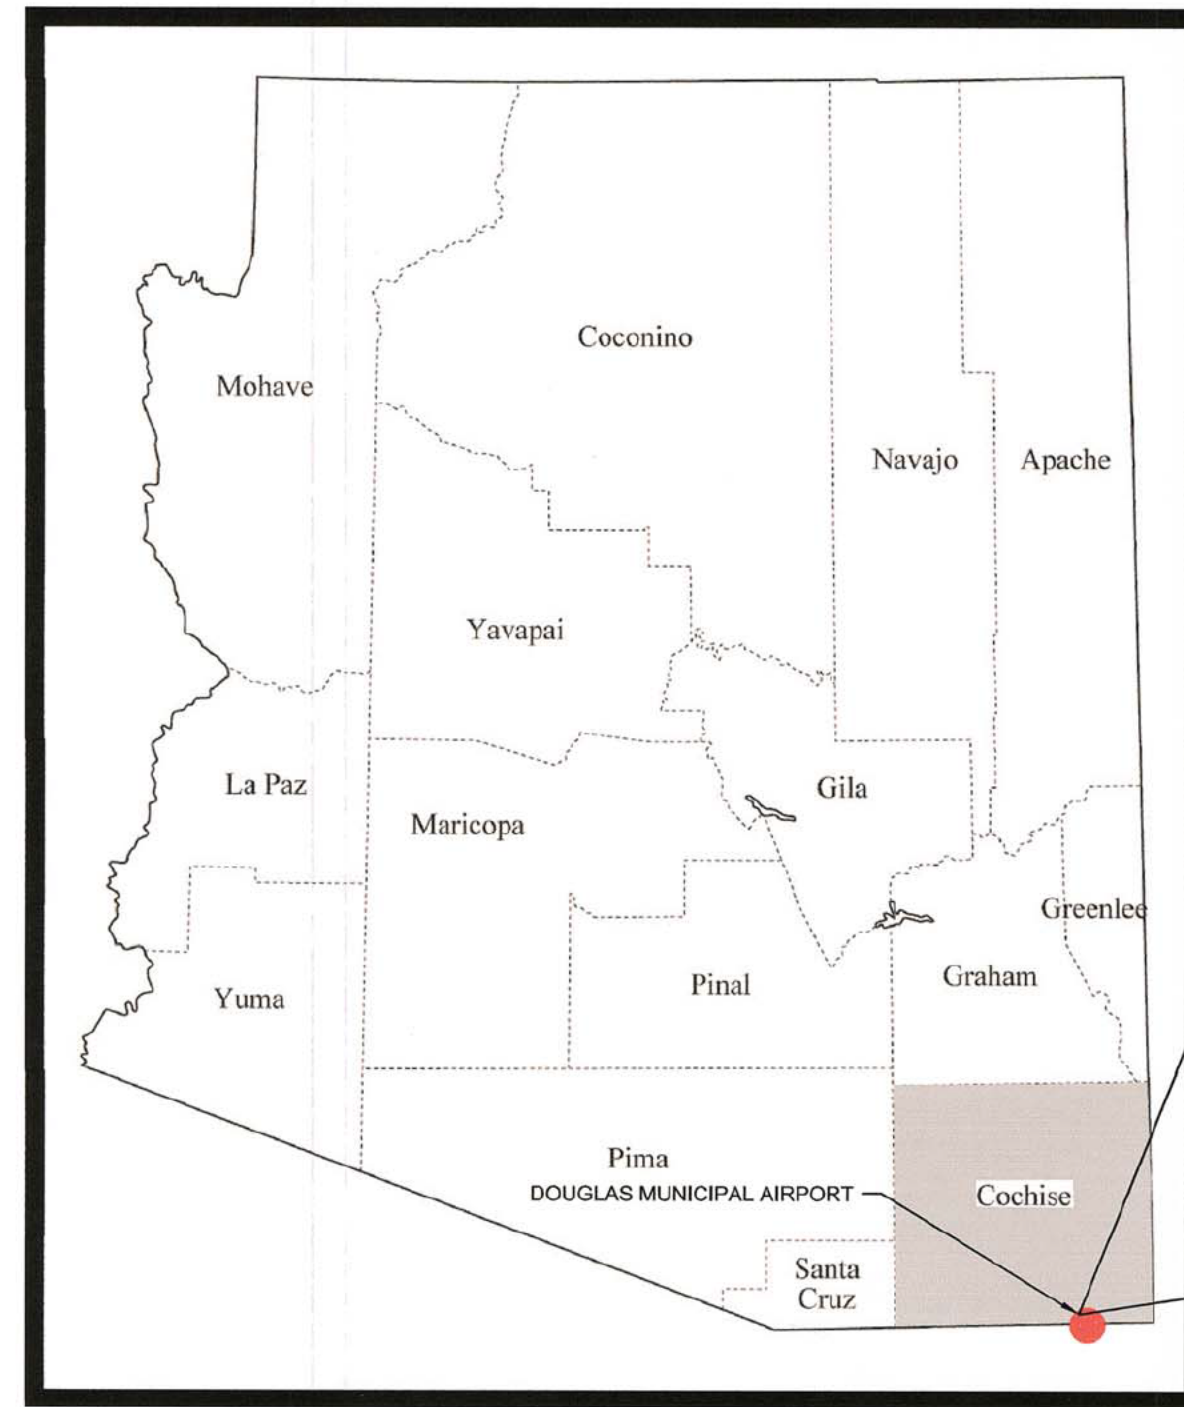 Coconino
Mohave
Navajo
Apache
Yavapai
La Paz
Gila
Maricopa
Greenlee
Graham
Pinal
Yuma
Pima
DOUGLAS MUNICIPAL AIRPORT
Cochise
Santa
Cruz